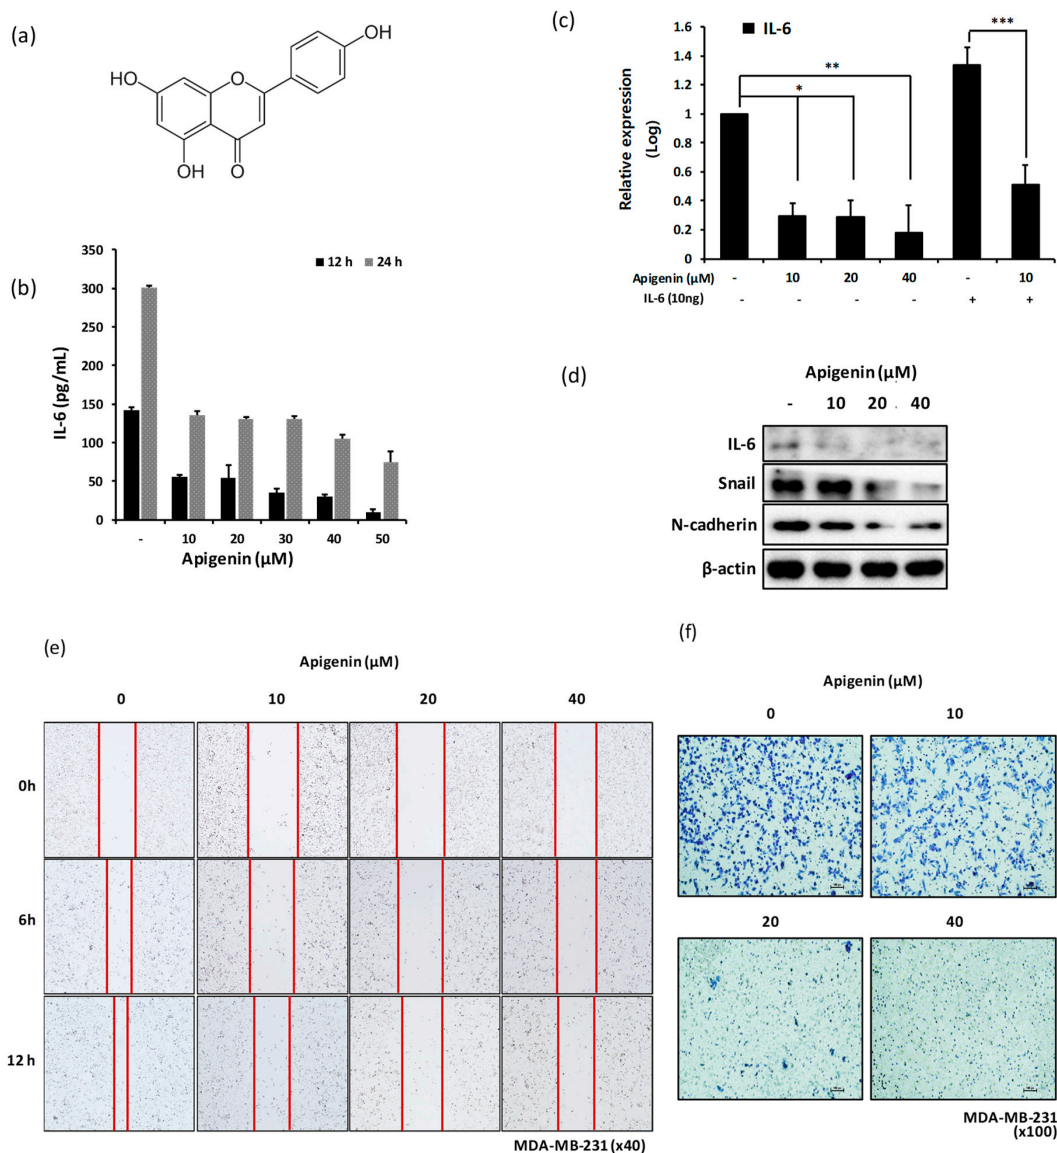 (a)
OH
HO
O
OH
O
(b)
350
300
250
200
150
100
50
0
IL-6 (pg/mL)
12 h
24 h
- 10 20 30 40 50
Apigenin (µM)
(c)
IL-6
1.6
1.4
1.2
1
0.8
0.6
0.4
0.2
0
Relative expression
(Log)
*
**
***
Apigenin (µM) - 10 20 40 - 10
IL-6 (10ng) - - - - + +
(d)
Apigenin (µM)
- 10 20 40
IL-6
Snail
N-cadherin
β-actin
(e)
Apigenin (µM)
0 10 20 40
0h
6h
12 h
MDA-MB-231 (x40)
(f)
Apigenin (µM)
0 10
20 40
MDA-MB-231
(x100)